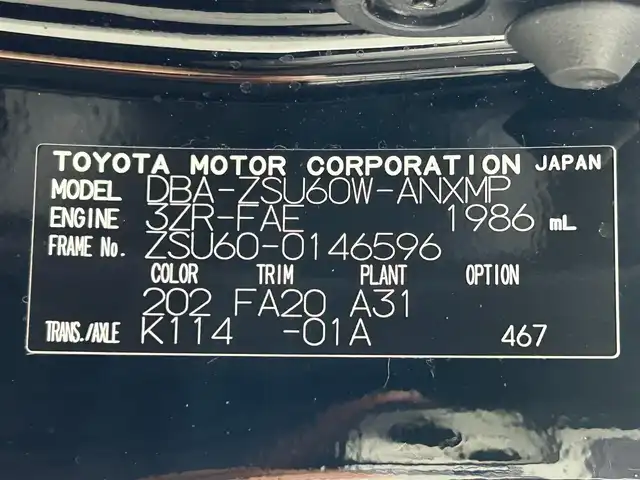 TOYOTA MOTOR CORPORATION JAPAN
MODEL DBA-ZSU60W-ANXMP
ENGINE 3ZR-FAE 1986 mL
FRAME No. ZSU60-0146596
COLOR TRIM PLANT OPTION
202 FA20 A31
TRANS./AXLE K114 -01A 467